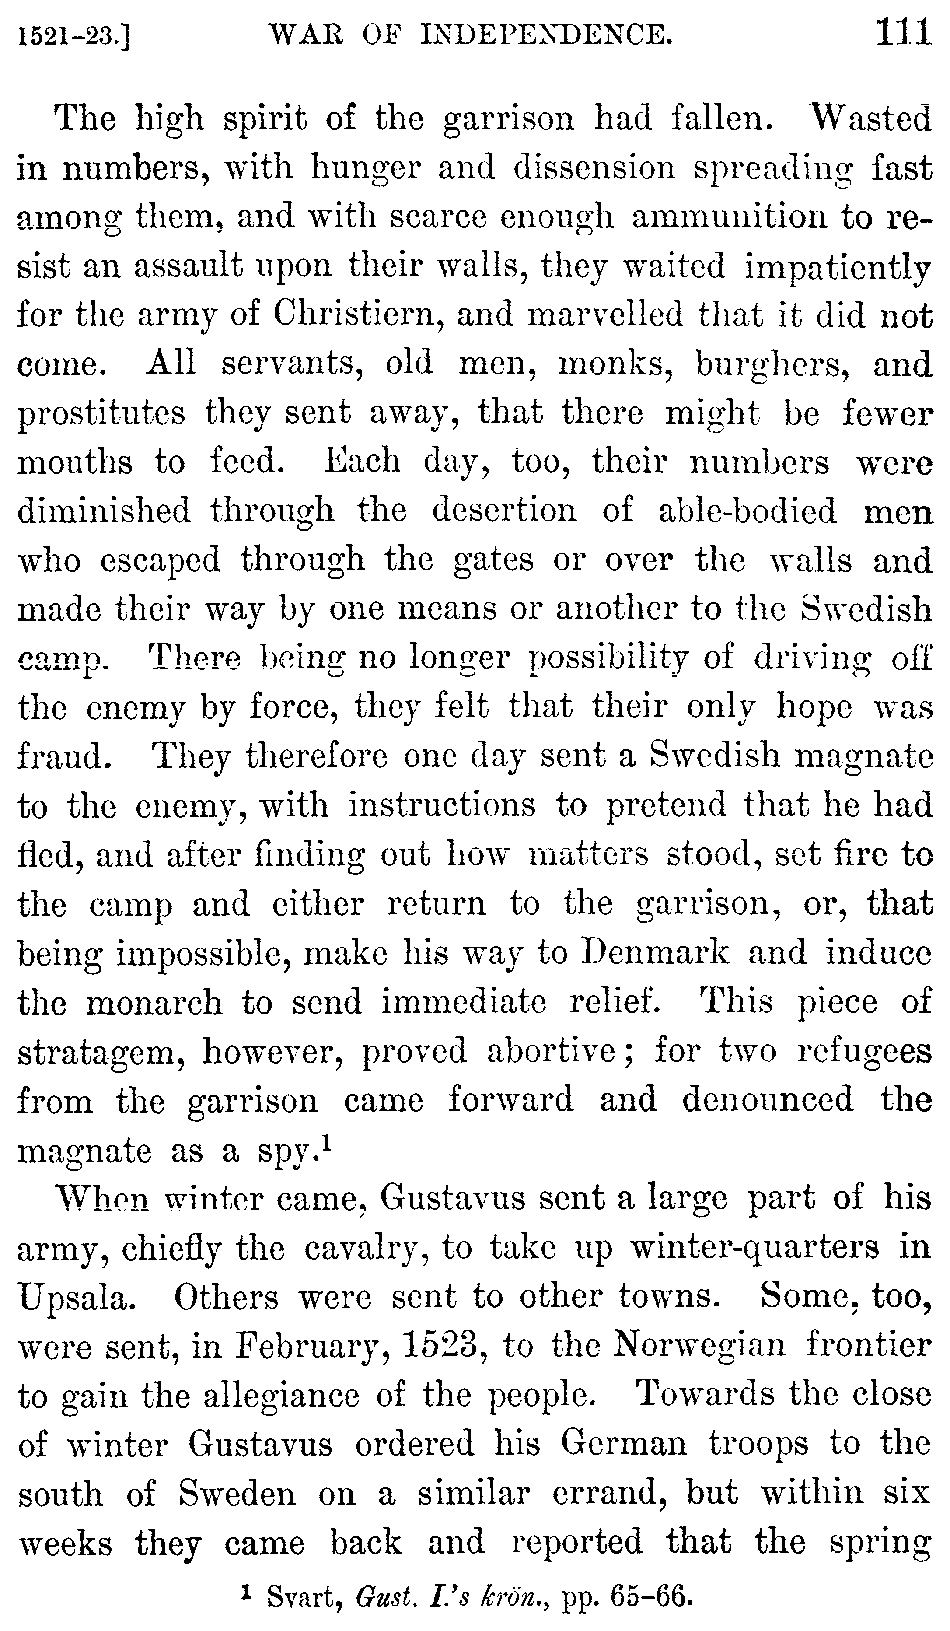 1521-23.] WAR OF INDEPENDENCE. 111
The high spirit of the garrison had fallen. Wasted
in numbers, with hunger and dissension spreading fast
among them, and with scarce enough ammunition to re-
sist an assault upon their walls, they waited impatiently
for the army of Christiern, and marvelled that it did not
come. All servants, old men, monks, burghers, and
prostitutes they sent away, that there might be fewer
mouths to feed. Each day, too, their numbers were
diminished through the desertion of able-bodied men
who escaped through the gates or over the walls and
made their way by one means or another to the Swedish
camp. There being no longer possibility of driving off
the enemy by force, they felt that their only hope was
fraud. They therefore one day sent a Swedish magnate
to the enemy, with instructions to pretend that he had
fled, and after finding out how matters stood, set fire to
the camp and either return to the garrison, or, that
being impossible, make his way to Denmark and induce
the monarch to send immediate relief. This piece of
stratagem, however, proved abortive; for two refugees
from the garrison came forward and denounced the
magnate as a spy.¹
When winter came, Gustavus sent a large part of his
army, chiefly the cavalry, to take up winter-quarters in
Upsala. Others were sent to other towns. Some, too,
were sent, in February, 1523, to the Norwegian frontier
to gain the allegiance of the people. Towards the close
of winter Gustavus ordered his German troops to the
south of Sweden on a similar errand, but within six
weeks they came back and reported that the spring
¹ Svart, Gust. I.'s krön., pp. 65-66.